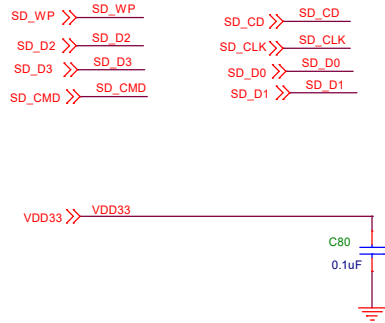 SD_WP SD_WP
SD_D2 SD_D2
SD_D3 SD_D3
SD_CMD SD_CMD
SD_CD SD_CD
SD_CLK SD_CLK
SD_D0 SD_D0
SD_D1 SD_D1
VDD33 VDD33
C80
0.1uF